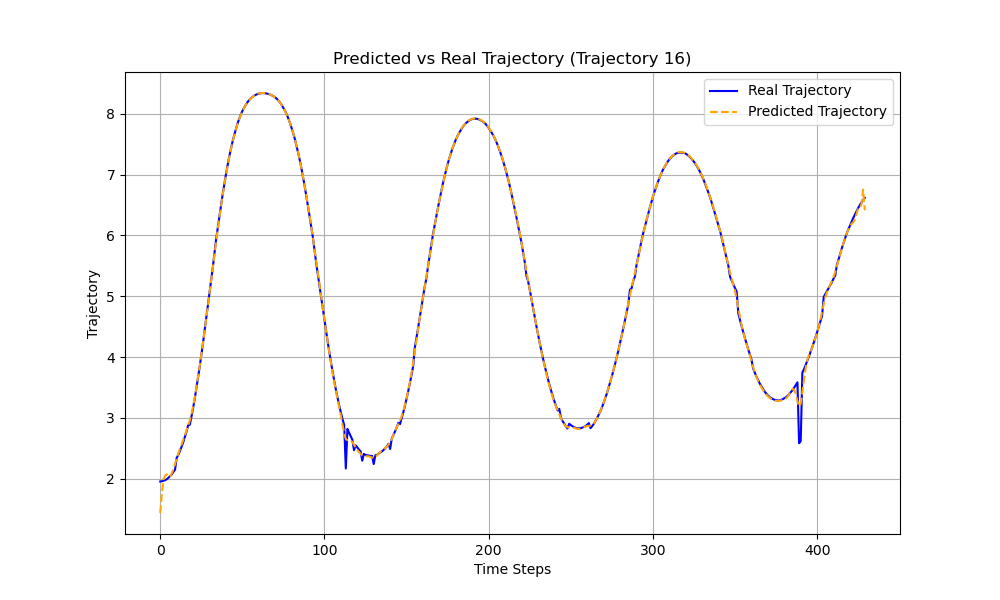 Predicted vs Real Trajectory (Trajectory 16)
Real Trajectory
Predicted Trajectory
Trajectory
8
7
6
5
4
3
2
0 100 200 300 400
Time Steps